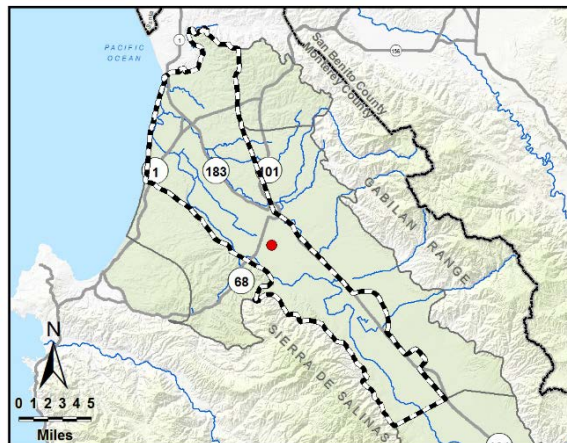 1
156
PACIFIC
OCEAN
San Benito County
Monterey County
183
101
1
GABILAN RANGE
68
SIERRA DE SALINAS
N
0 1 2 3 4 5
Miles